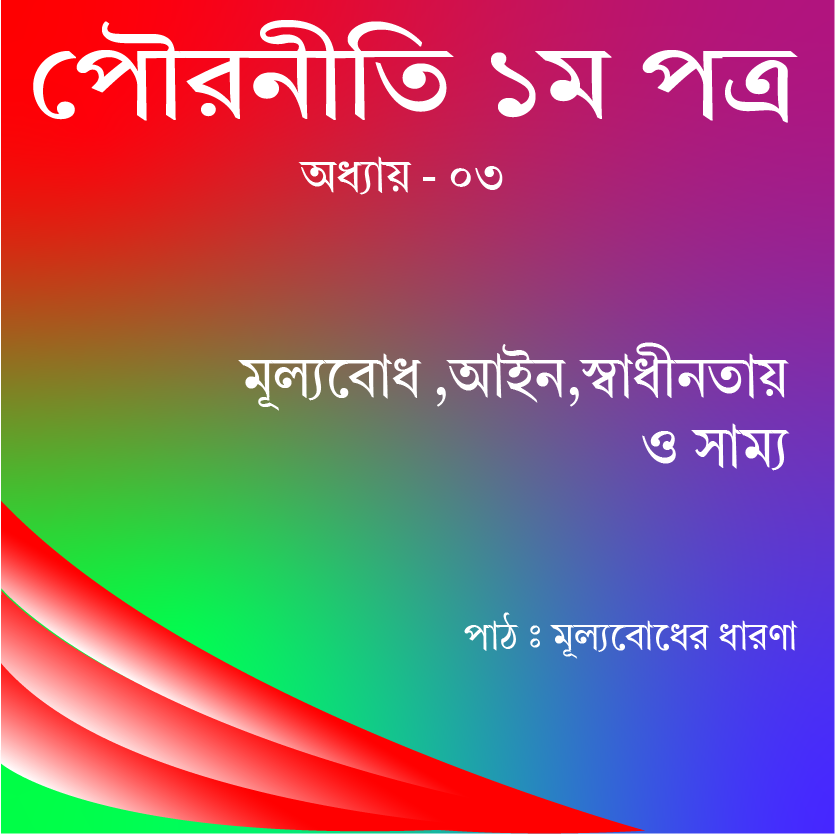 পৌরনীতি ১ম পত্র
অধ্যায় - ০৩
মূল্যবোধ ,আইন,স্বাধীনতায়
ও সাম্য
পাঠ ঃ মূল্যবোধের ধারণা